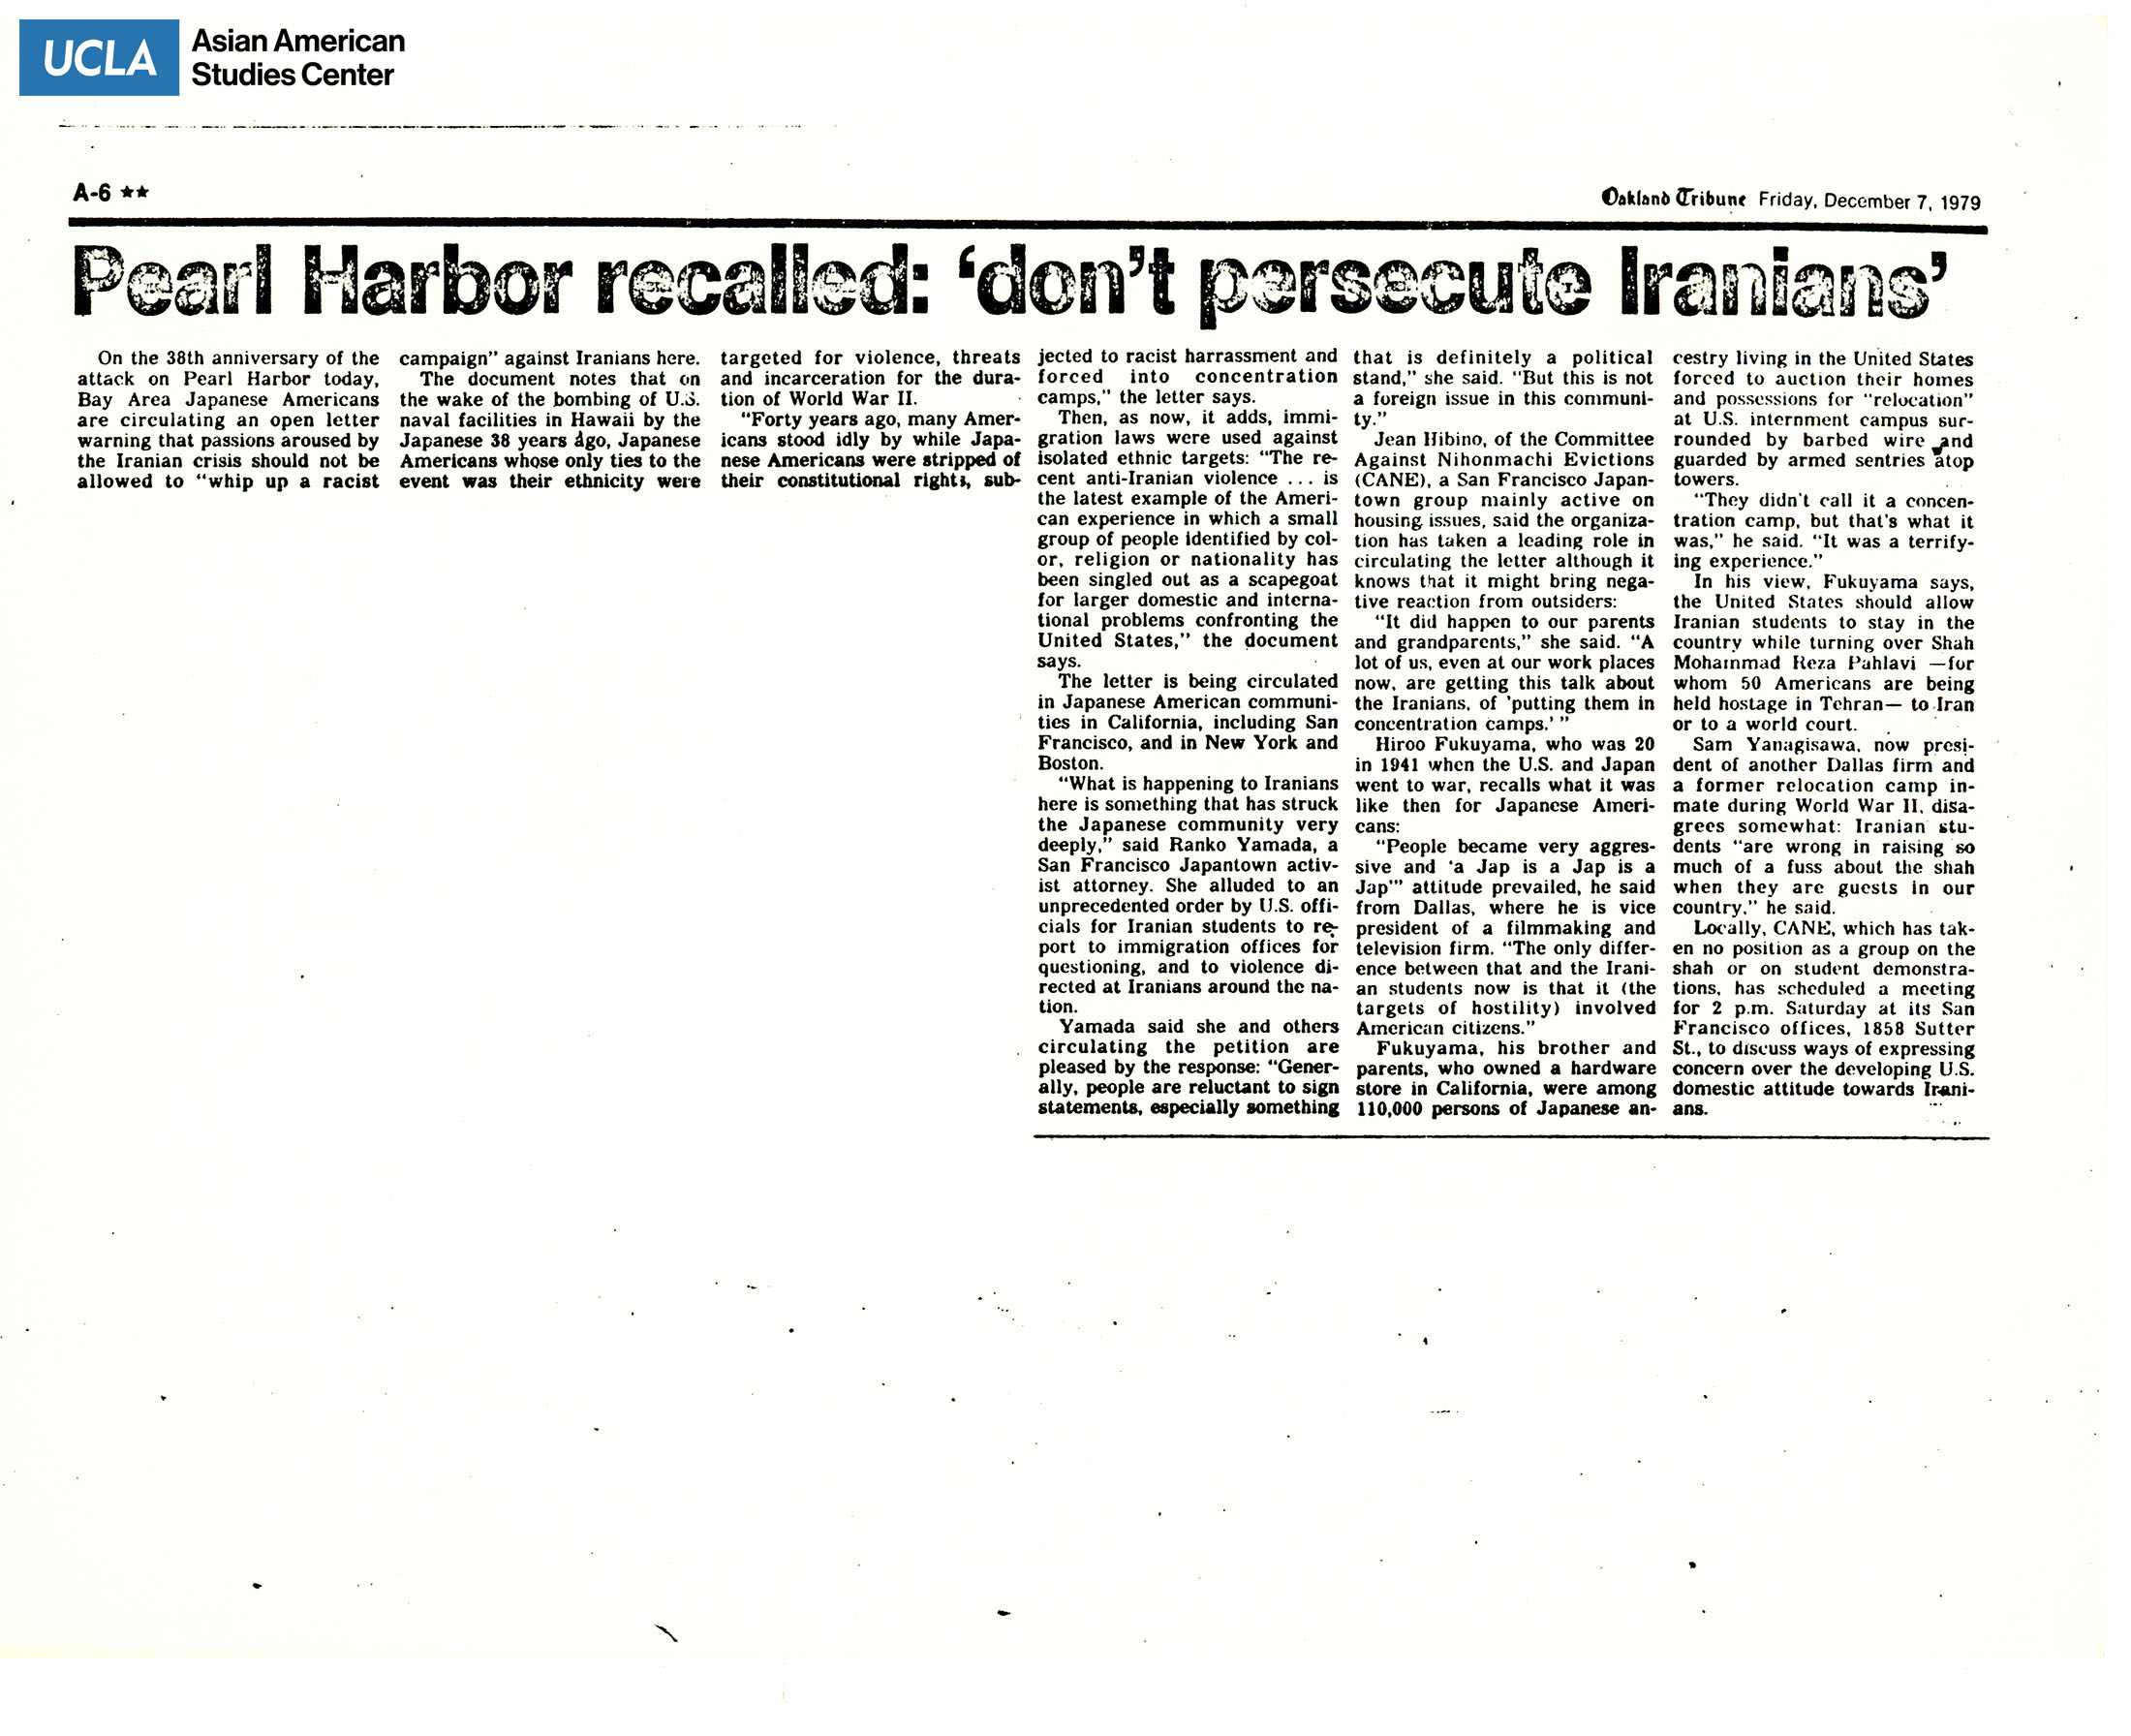 UCLA
Asian American
Studies Center
A-6 ★★
Oakland Tribune Friday, December 7, 1979
Pearl Harbor recalled: ‘don’t persecute Iranians’
On the 38th anniversary of the
attack on Pearl Harbor today,
Bay Area Japanese Americans
are circulating an open letter
warning that passions aroused by
the Iranian crisis should not be
allowed to “whip up a racist
campaign” against Iranians here.
The document notes that on
the wake of the bombing of U.S.
naval facilities in Hawaii by the
Japanese 38 years ago, Japanese
Americans whose only ties to the
event was their ethnicity were
targeted for violence, threats
and incarceration for the dura-
tion of World War II.
“Forty years ago, many Amer-
icans stood idly by while Japa-
nese Americans were stripped of
their constitutional rights, sub-
jected to racist harrassment and
forced into concentration
camps,” the letter says.
Then, as now, it adds, immi-
gration laws were used against
isolated ethnic targets: “The re-
cent anti-Iranian violence ... is
the latest example of the Ameri-
can experience in which a small
group of people identified by col-
or, religion or nationality has
been singled out as a scapegoat
for larger domestic and interna-
tional problems confronting the
United States,” the document
says.
The letter is being circulated
in Japanese American communi-
ties in California, including San
Francisco, and in New York and
Boston.
“What is happening to Iranians
here is something that has struck
the Japanese community very
deeply,” said Ranko Yamada, a
San Francisco Japantown activ-
ist attorney. She alluded to an
unprecedented order by U.S. offi-
cials for Iranian students to re-
port to immigration offices for
questioning, and to violence di-
rected at Iranians around the na-
tion.
Yamada said she and others
circulating the petition are
pleased by the response: “Gener-
ally, people are reluctant to sign
statements, especially something
that is definitely a political
stand,” she said. “But this is not
a foreign issue in this communi-
ty.”
Jean Hibino, of the Committee
Against Nihonmachi Evictions
(CANE), a San Francisco Japan-
town group mainly active on
housing issues, said the organiza-
tion has taken a leading role in
circulating the letter although it
knows that it might bring nega-
tive reaction from outsiders:
“It did happen to our parents
and grandparents,” she said. “A
lot of us, even at our work places
now, are getting this talk about
the Iranians, of ’putting them in
concentration camps.’ ”
Hiroo Fukuyama, who was 20
in 1941 when the U.S. and Japan
went to war, recalls what it was
like then for Japanese Ameri-
cans:
“People became very aggres-
sive and ‘a Jap is a Jap is a
Jap’” attitude prevailed, he said
from Dallas, where he is vice
president of a filmmaking and
television firm. “The only differ-
ence between that and the Irani-
an students now is that it (the
targets of hostility) involved
American citizens.”
Fukuyama, his brother and
parents, who owned a hardware
store in California, were among
110,000 persons of Japanese an-
cestry living in the United States
forced to auction their homes
and possessions for “relocation”
at U.S. internment campus sur-
rounded by barbed wire and
guarded by armed sentries atop
towers.
“They didn’t call it a concen-
tration camp, but that’s what it
was,” he said. “It was a terrify-
ing experience.”
In his view, Fukuyama says,
the United States should allow
Iranian students to stay in the
country while turning over Shah
Mohammad Reza Pahlavi —for
whom 50 Americans are being
held hostage in Tehran— to Iran
or to a world court.
Sam Yanagisawa, now presi-
dent of another Dallas firm and
a former relocation camp in-
mate during World War II, disa-
grees somewhat: Iranian stu-
dents “are wrong in raising so
much of a fuss about the shah
when they are guests in our
country,” he said.
Locally, CANE, which has tak-
en no position as a group on the
shah or on student demonstra-
tions, has scheduled a meeting
for 2 p.m. Saturday at its San
Francisco offices, 1858 Sutter
St., to discuss ways of expressing
concern over the developing U.S.
domestic attitude towards Irani-
ans.